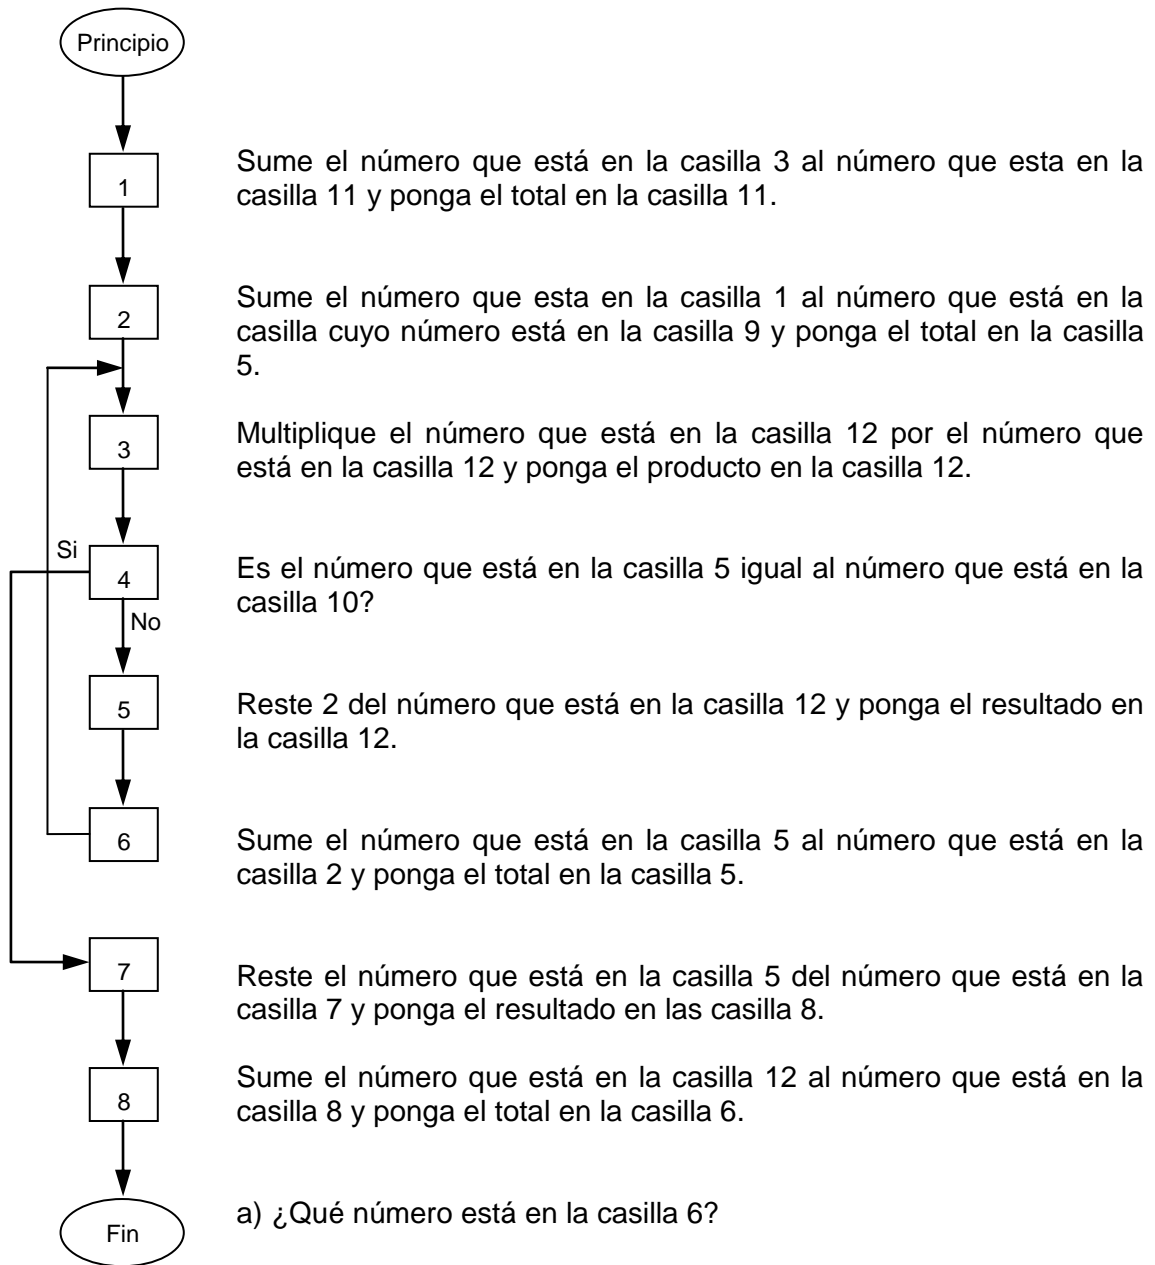 Principio
1
Sume el número que está en la casilla 3 al número que esta en la
casilla 11 y ponga el total en la casilla 11.
2
Sume el número que esta en la casilla 1 al número que está en la
casilla cuyo número está en la casilla 9 y ponga el total en la casilla
5.
3
Multiplique el número que está en la casilla 12 por el número que
está en la casilla 12 y ponga el producto en la casilla 12.
Si
4
Es el número que está en la casilla 5 igual al número que está en la
casilla 10?
No
5
Reste 2 del número que está en la casilla 12 y ponga el resultado en
la casilla 12.
6
Sume el número que está en la casilla 5 al número que está en la
casilla 2 y ponga el total en la casilla 5.
7
Reste el número que está en la casilla 5 del número que está en la
casilla 7 y ponga el resultado en las casilla 8.
8
Sume el número que está en la casilla 12 al número que está en la
casilla 8 y ponga el total en la casilla 6.
Fin
a) ¿Qué número está en la casilla 6?